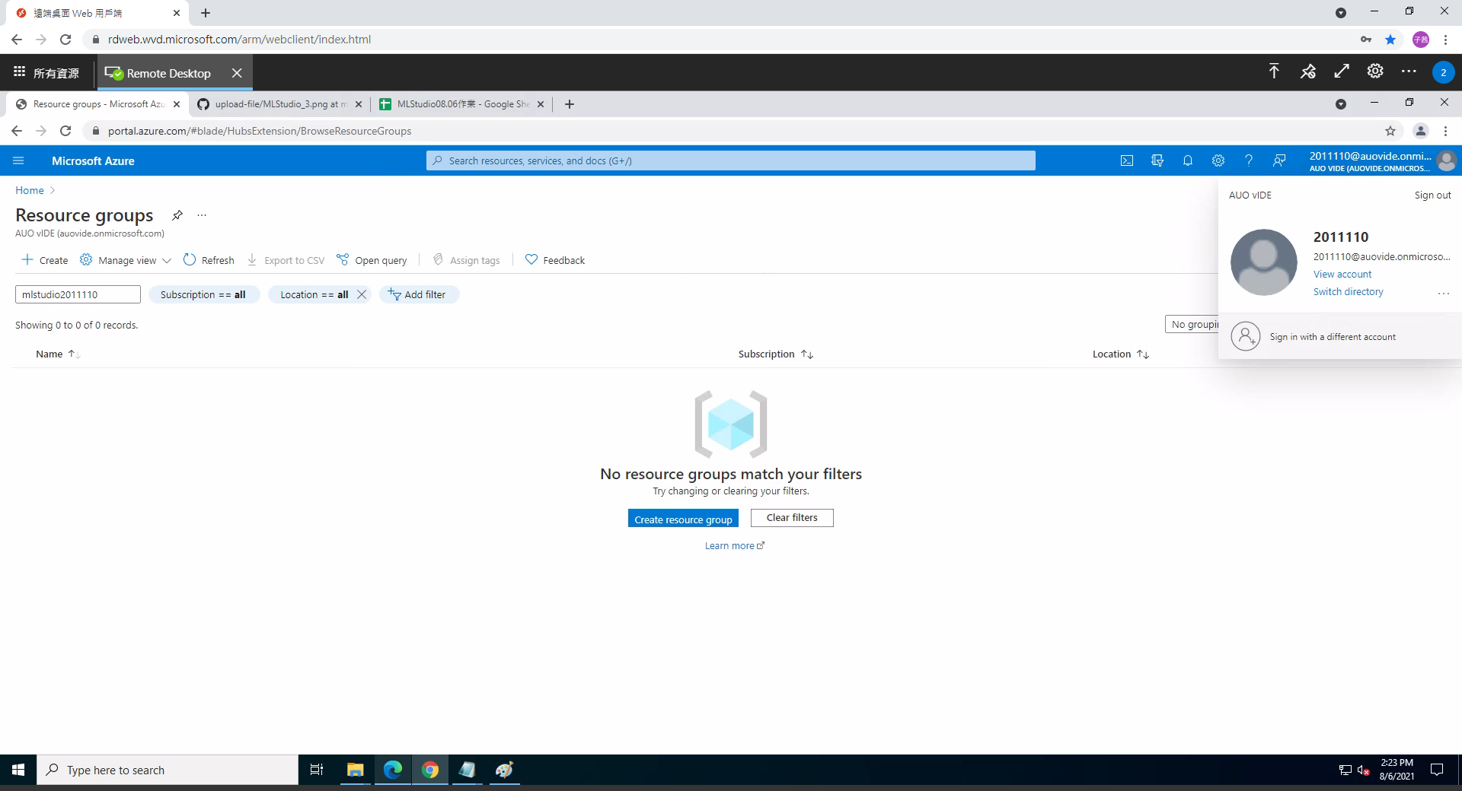 遠端桌面 Web 用戶端
rdweb.wvd.microsoft.com/arm/webclient/index.html
子茜
所有資源
Remote Desktop
2
Resource groups - Microsoft Azu
upload-file/MLStudio_3.png at m
MLStudio08.06作業 - Google She
portal.azure.com/#blade/HubsExtension/BrowseResourceGroups
Microsoft Azure
Search resources, services, and docs (G+/)
2011110@auovide.onmi...
AUO VIDE (AUOVIDE.ONMICROS...
Home
Resource groups
...
AUO vIDE (auovide.onmicrosoft.com)
AUO vIDE
Sign out
2011110
2011110@auovide.onmicroso...
View account
Switch directory
...
Sign in with a different account
Create
Manage view
Refresh
Export to CSV
Open query
Assign tags
Feedback
mlstudio2011110
Subscription == all
Location == all
Add filter
Showing 0 to 0 of 0 records.
No groupin
Name
Subscription
Location
No resource groups match your filters
Try changing or clearing your filters.
Create resource group
Clear filters
Learn more
Type here to search
2:23 PM
8/6/2021